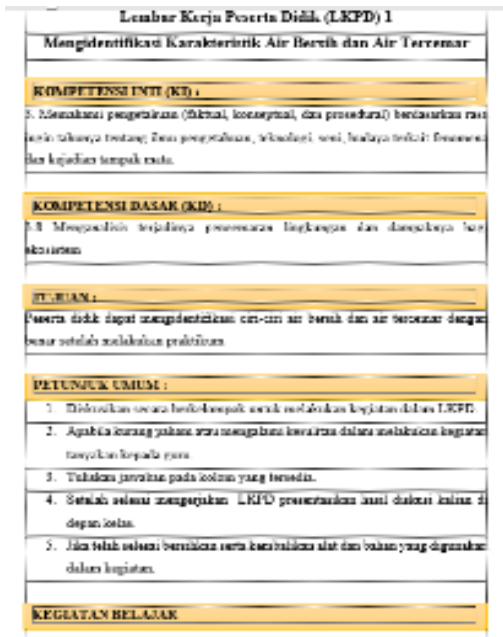 Lembar Kerja Peserta Didik (LKPD) 1
Mengidentifikasi Karakteristik Air Bersih dan Air Tercemar
KOMPETENSI INTI (KI) :
3. Memahami pengetahuan (faktual, konseptual, dan prosedural) berdasarkan rasa
ingin tahunya tentang ilmu pengetahuan, teknologi, seni, budaya terkait fenomena
dan kejadian tampak mata.
KOMPETENSI DASAR (KD) :
3.8 Menganalisis terjadinya pencemaran lingkungan dan dampaknya bagi
ekosistem
TUJUAN :
Peserta didik dapat mengidentifikasi ciri-ciri air bersih dan air tercemar dengan
benar setelah melakukan praktikum
PETUNJUK UMUM :
1. Diskusikan secara berkelompok untuk melakukan kegiatan dalam LKPD.
2. Apabila kurang paham atau mengalami kesulitan dalam melakukan kegiatan
tanyakan kepada guru.
3. Tuliskan jawaban pada kolom yang tersedia.
4. Setelah selesai mengerjakan LKPD presentasikan hasil diskusi kalian di
depan kelas.
5. Jika telah selesai bersihkan serta kembalikan alat dan bahan yang digunakan
dalam kegiatan.
KEGIATAN BELAJAR